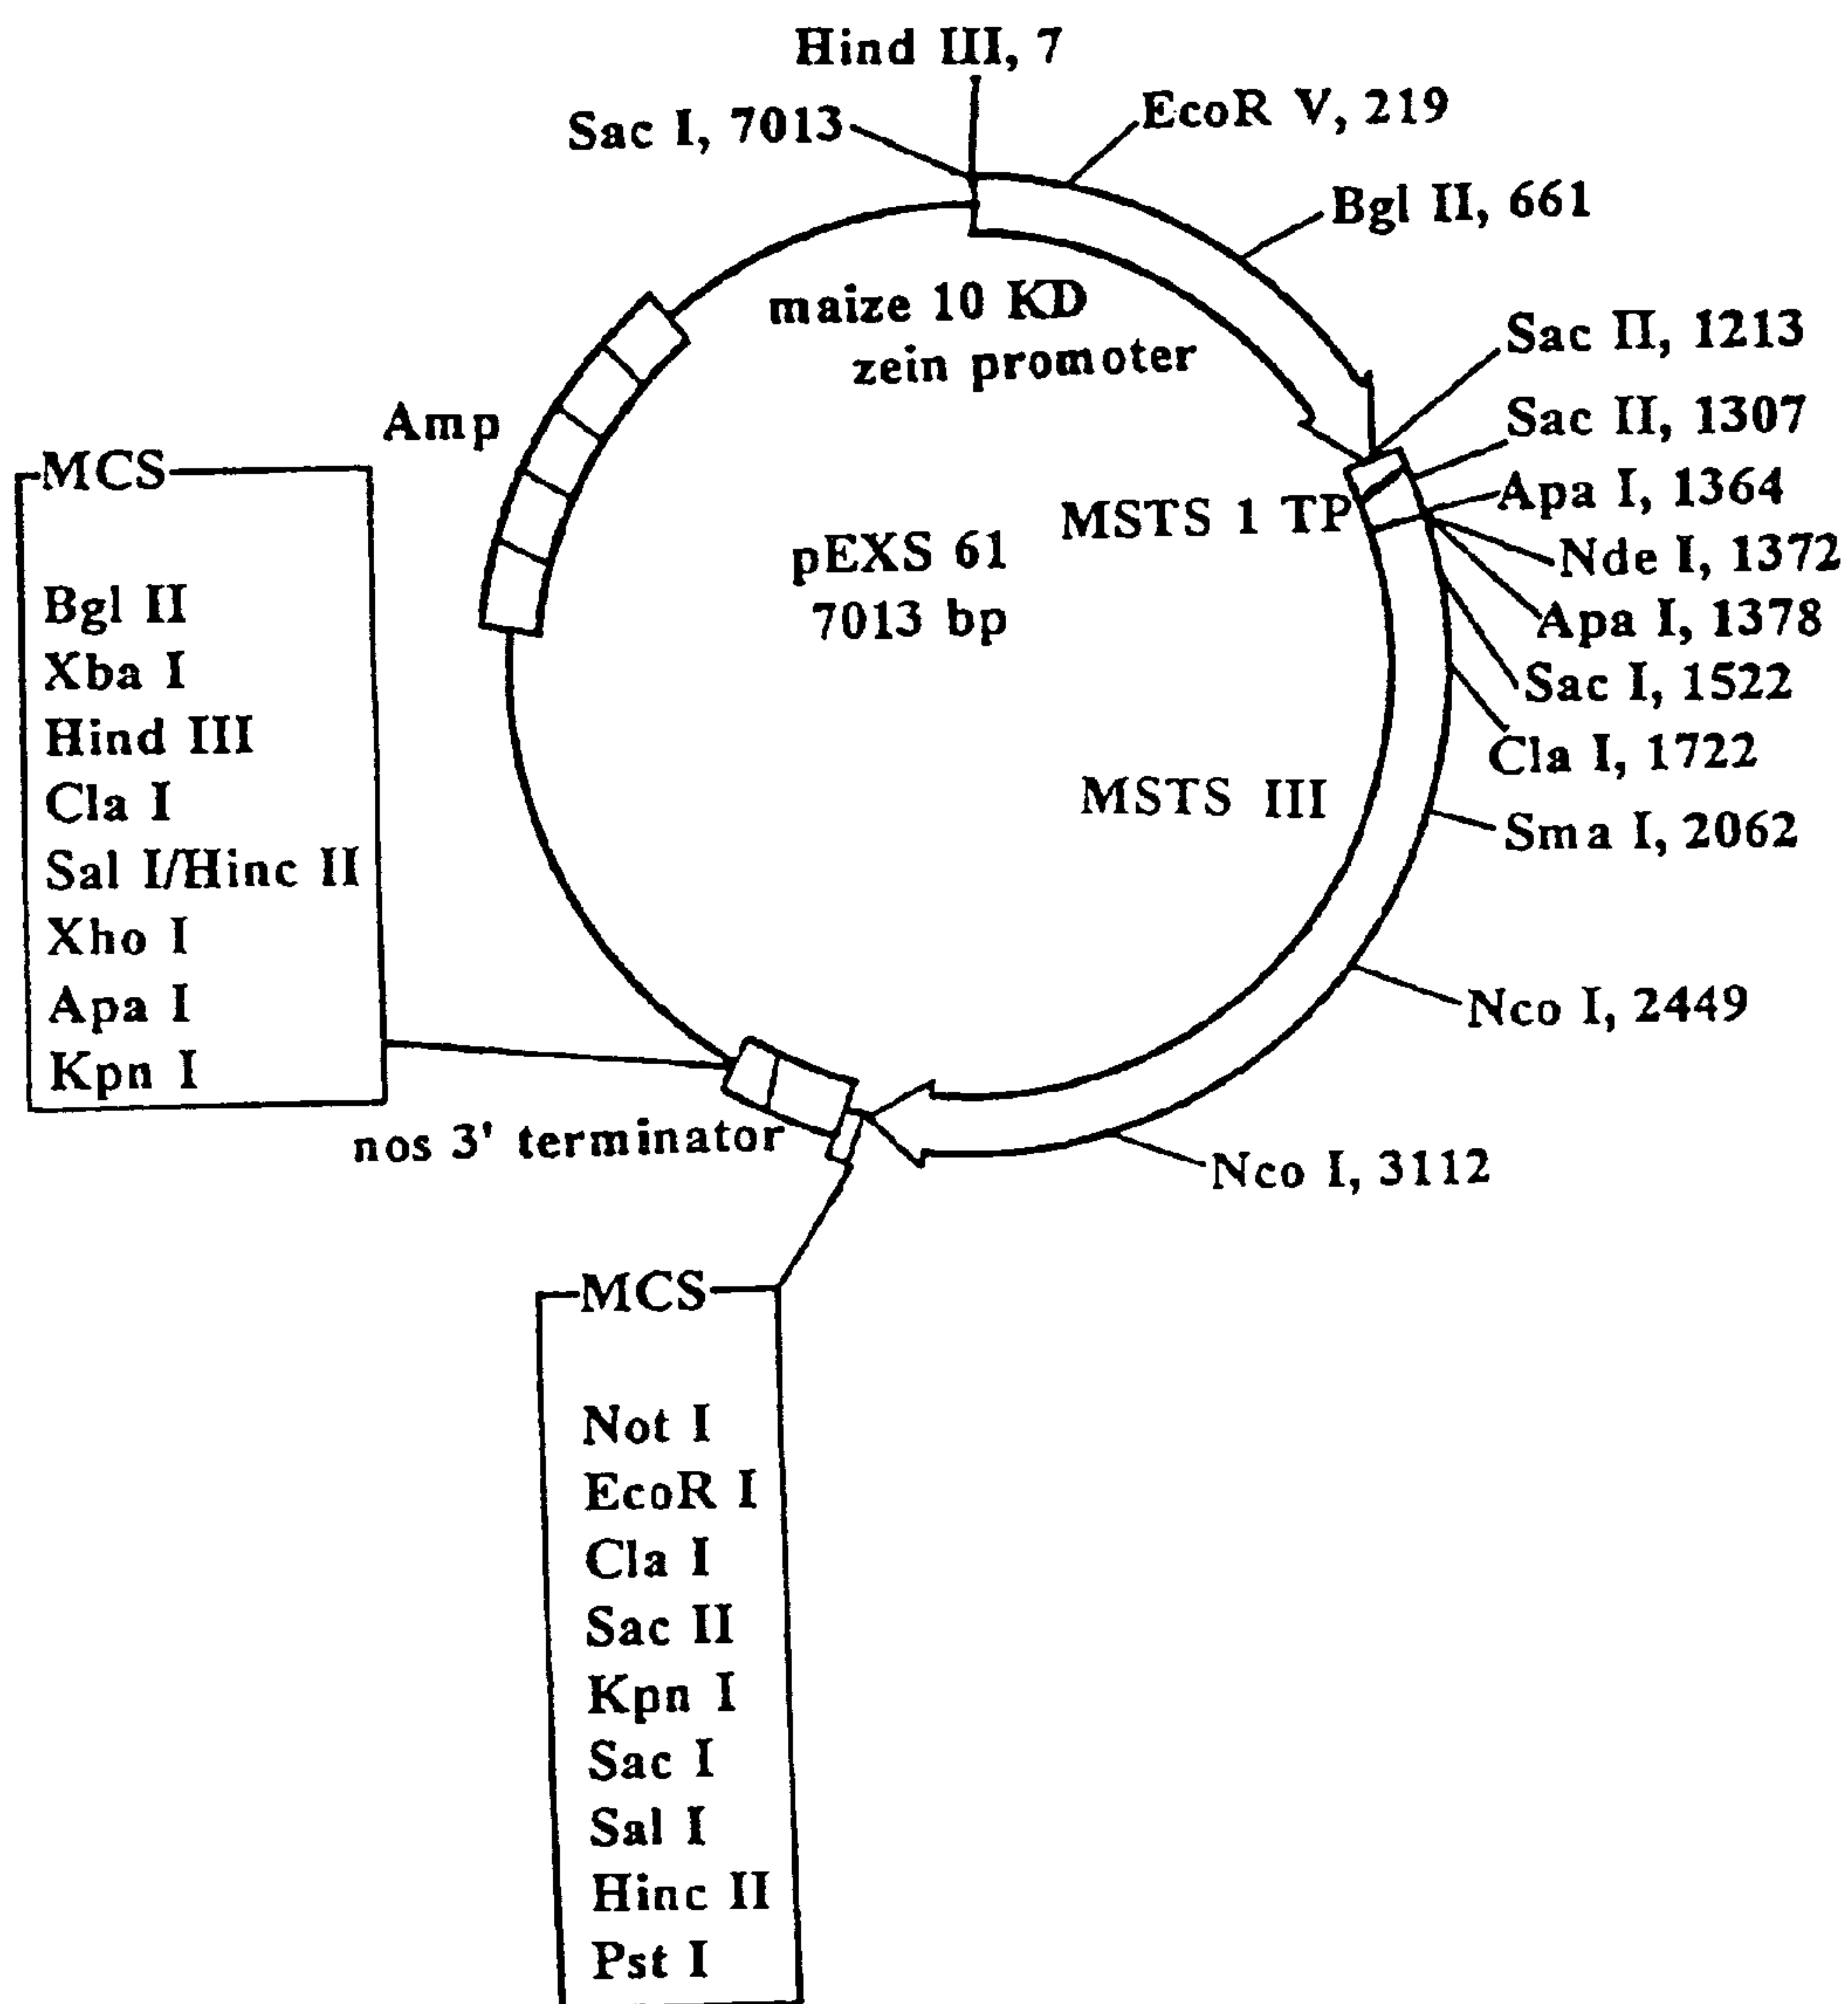 Hind III, 7
Sac I, 7013
EcoR V, 219
Bgl II, 661
maize 10 KD
zein promoter
Sac II, 1213
Sac II, 1307
Apa I, 1364
Nde I, 1372
Apa I, 1378
Sac I, 1522
Cla I, 1722
Sma I, 2062
Nco I, 2449
Nco I, 3112
MSTS 1 TP
MSTS III
pEXS 61
7013 bp
Amp
MCS
Bgl II
Xba I
Hind III
Cla I
Sal I/Hinc II
Xho I
Apa I
Kpn I
nos 3' terminator
MCS
Not I
EcoR I
Cla I
Sac II
Kpn I
Sac I
Sal I
Hinc II
Pst I